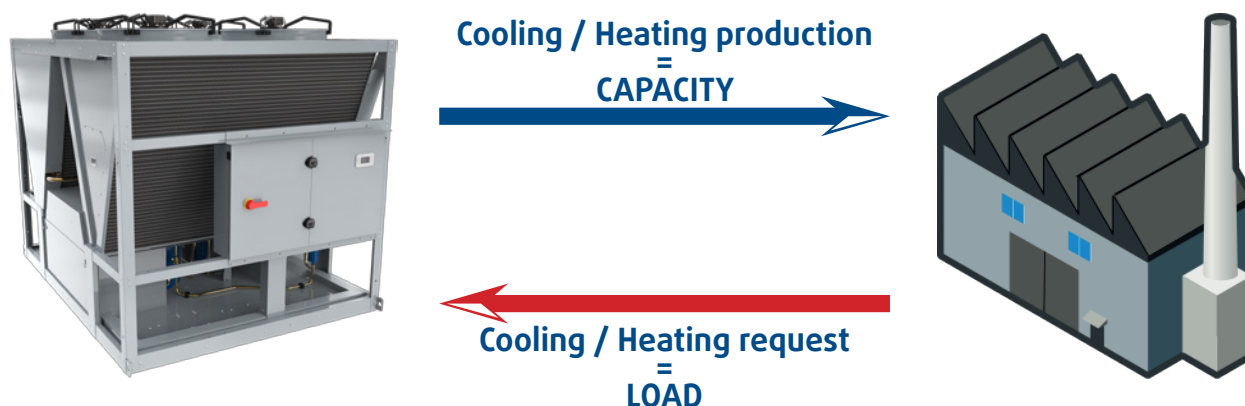 Cooling / Heating production
=
CAPACITY
Cooling / Heating request
=
LOAD